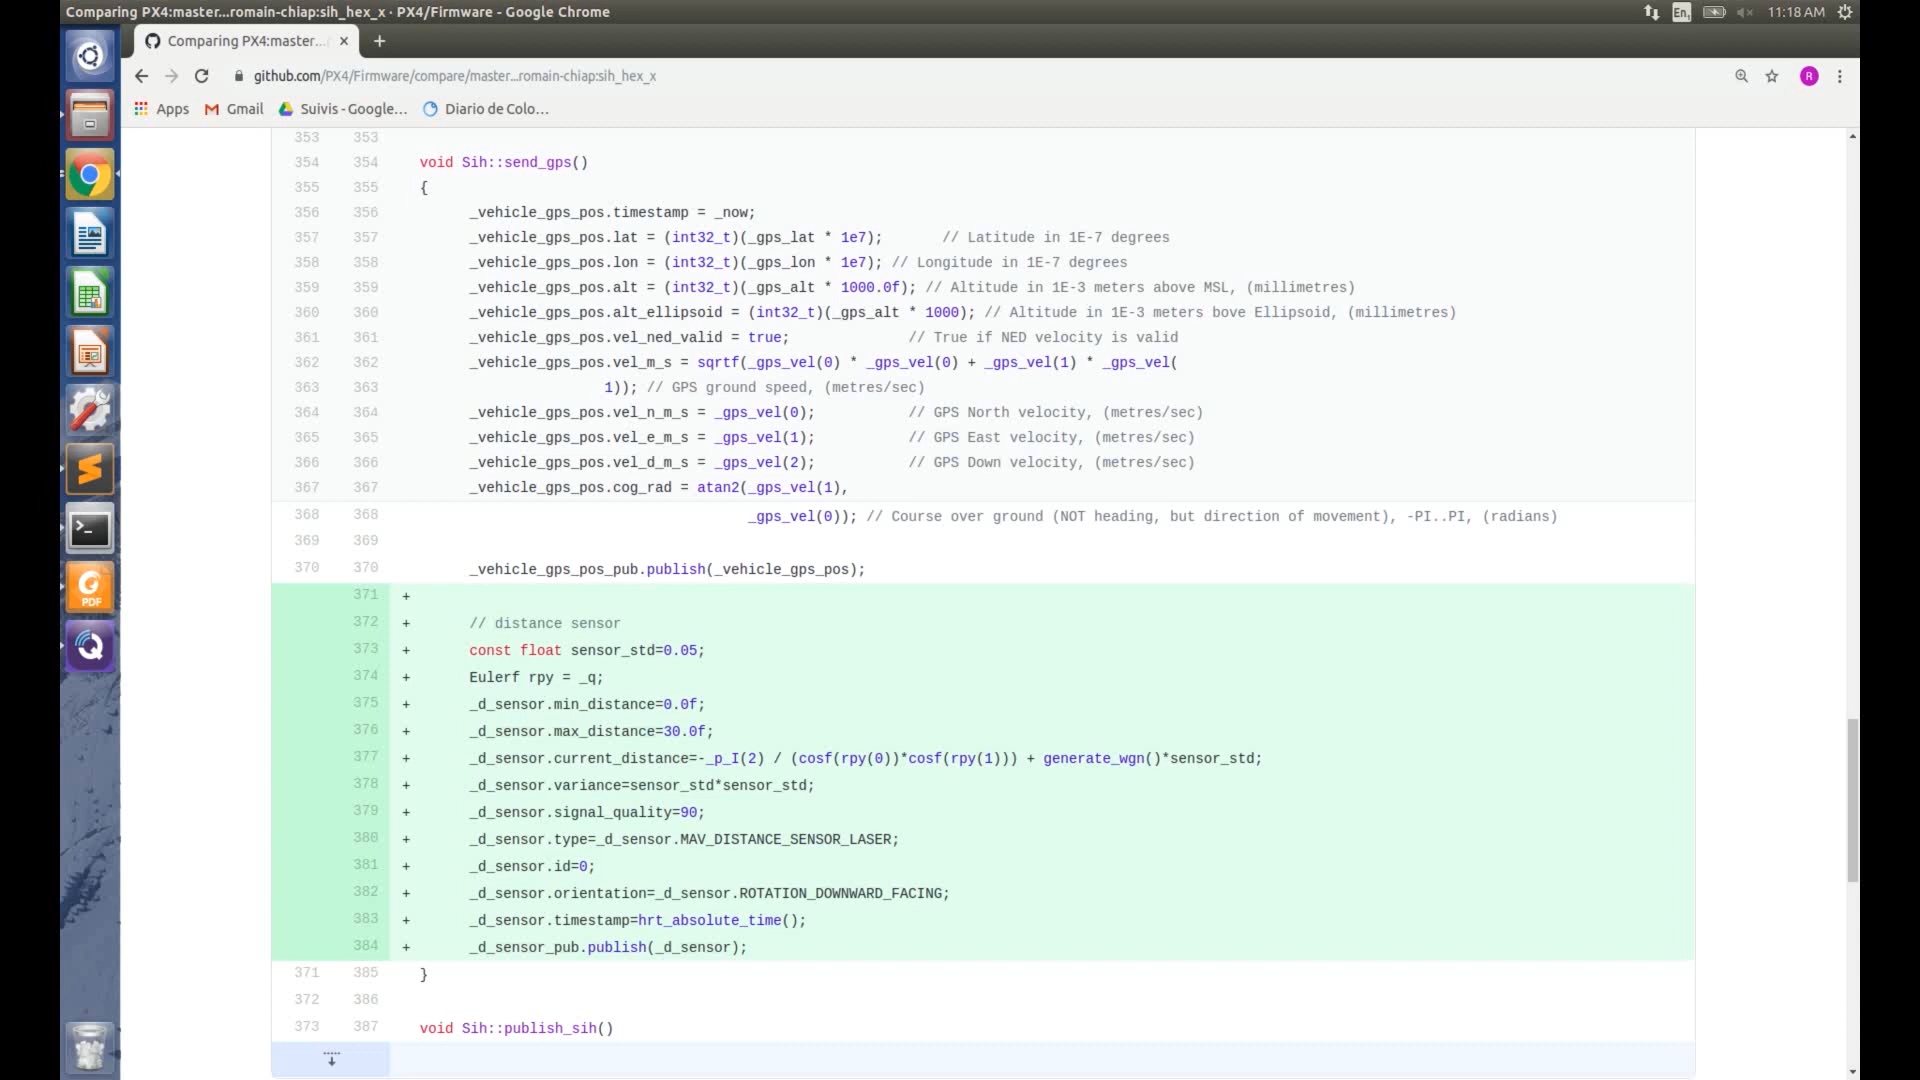 Comparing PX4:master...romain-chiap:sih_hex_x · PX4/Firmware - Google Chrome
En1
11:18 AM
Comparing PX4:master...
github.com/PX4/Firmware/compare/master...romain-chiap:sih_hex_x
R
Apps Gmail Suivis - Google... Diario de Colo...
353 353
354 354 void Sih::send_gps()
355 355 {
356 356 _vehicle_gps_pos.timestamp = _now;
357 357 _vehicle_gps_pos.lat = (int32_t)(_gps_lat * 1e7); // Latitude in 1E-7 degrees
358 358 _vehicle_gps_pos.lon = (int32_t)(_gps_lon * 1e7); // Longitude in 1E-7 degrees
359 359 _vehicle_gps_pos.alt = (int32_t)(_gps_alt * 1000.0f); // Altitude in 1E-3 meters above MSL, (millimetres)
360 360 _vehicle_gps_pos.alt_ellipsoid = (int32_t)(_gps_alt * 1000); // Altitude in 1E-3 meters bove Ellipsoid, (millimetres)
361 361 _vehicle_gps_pos.vel_ned_valid = true; // True if NED velocity is valid
362 362 _vehicle_gps_pos.vel_m_s = sqrtf(_gps_vel(0) * _gps_vel(0) + _gps_vel(1) * _gps_vel(
363 363 1)); // GPS ground speed, (metres/sec)
364 364 _vehicle_gps_pos.vel_n_m_s = _gps_vel(0); // GPS North velocity, (metres/sec)
365 365 _vehicle_gps_pos.vel_e_m_s = _gps_vel(1); // GPS East velocity, (metres/sec)
366 366 _vehicle_gps_pos.vel_d_m_s = _gps_vel(2); // GPS Down velocity, (metres/sec)
367 367 _vehicle_gps_pos.cog_rad = atan2(_gps_vel(1),
368 368 _gps_vel(0)); // Course over ground (NOT heading, but direction of movement), -PI..PI, (radians)
369 369
370 370 _vehicle_gps_pos_pub.publish(_vehicle_gps_pos);
371 +
372 + // distance sensor
373 + const float sensor_std=0.05;
374 + Eulerf rpy = _q;
375 + _d_sensor.min_distance=0.0f;
376 + _d_sensor.max_distance=30.0f;
377 + _d_sensor.current_distance=-_p_I(2) / (cosf(rpy(0))*cosf(rpy(1))) + generate_wgn()*sensor_std;
378 + _d_sensor.variance=sensor_std*sensor_std;
379 + _d_sensor.signal_quality=90;
380 + _d_sensor.type=_d_sensor.MAV_DISTANCE_SENSOR_LASER;
381 + _d_sensor.id=0;
382 + _d_sensor.orientation=_d_sensor.ROTATION_DOWNWARD_FACING;
383 + _d_sensor.timestamp=hrt_absolute_time();
384 + _d_sensor_pub.publish(_d_sensor);
371 385 }
372 386
373 387 void Sih::publish_sih()
PDF